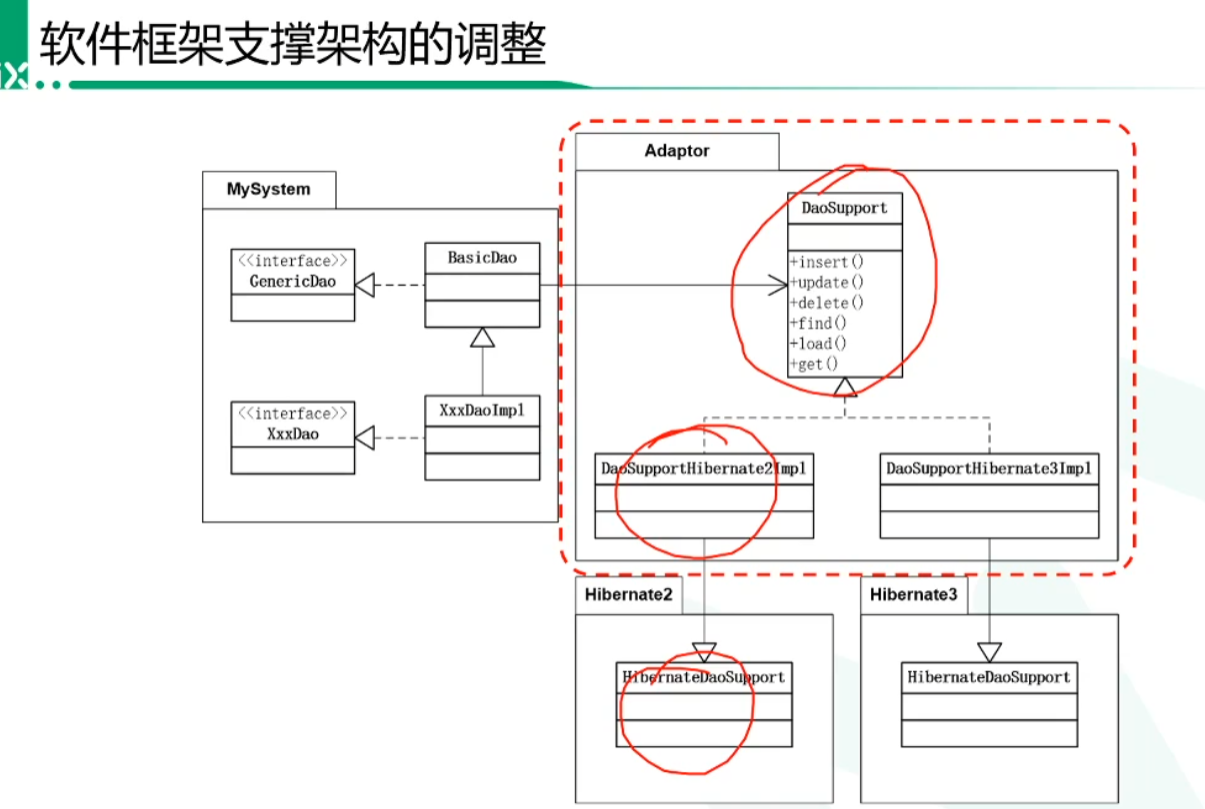 软件框架支撑架构的调整
Adaptor
MySystem
DaoSupport
+insert()
+update()
+delete()
+find()
+load()
+get()
<<interface>>
GenericDao
BasicDao
<<interface>>
XxxDao
XxxDaoImpl
DaoSupportHibernate2Impl
DaoSupportHibernate3Impl
Hibernate2
Hibernate3
HibernateDaoSupport
HibernateDaoSupport